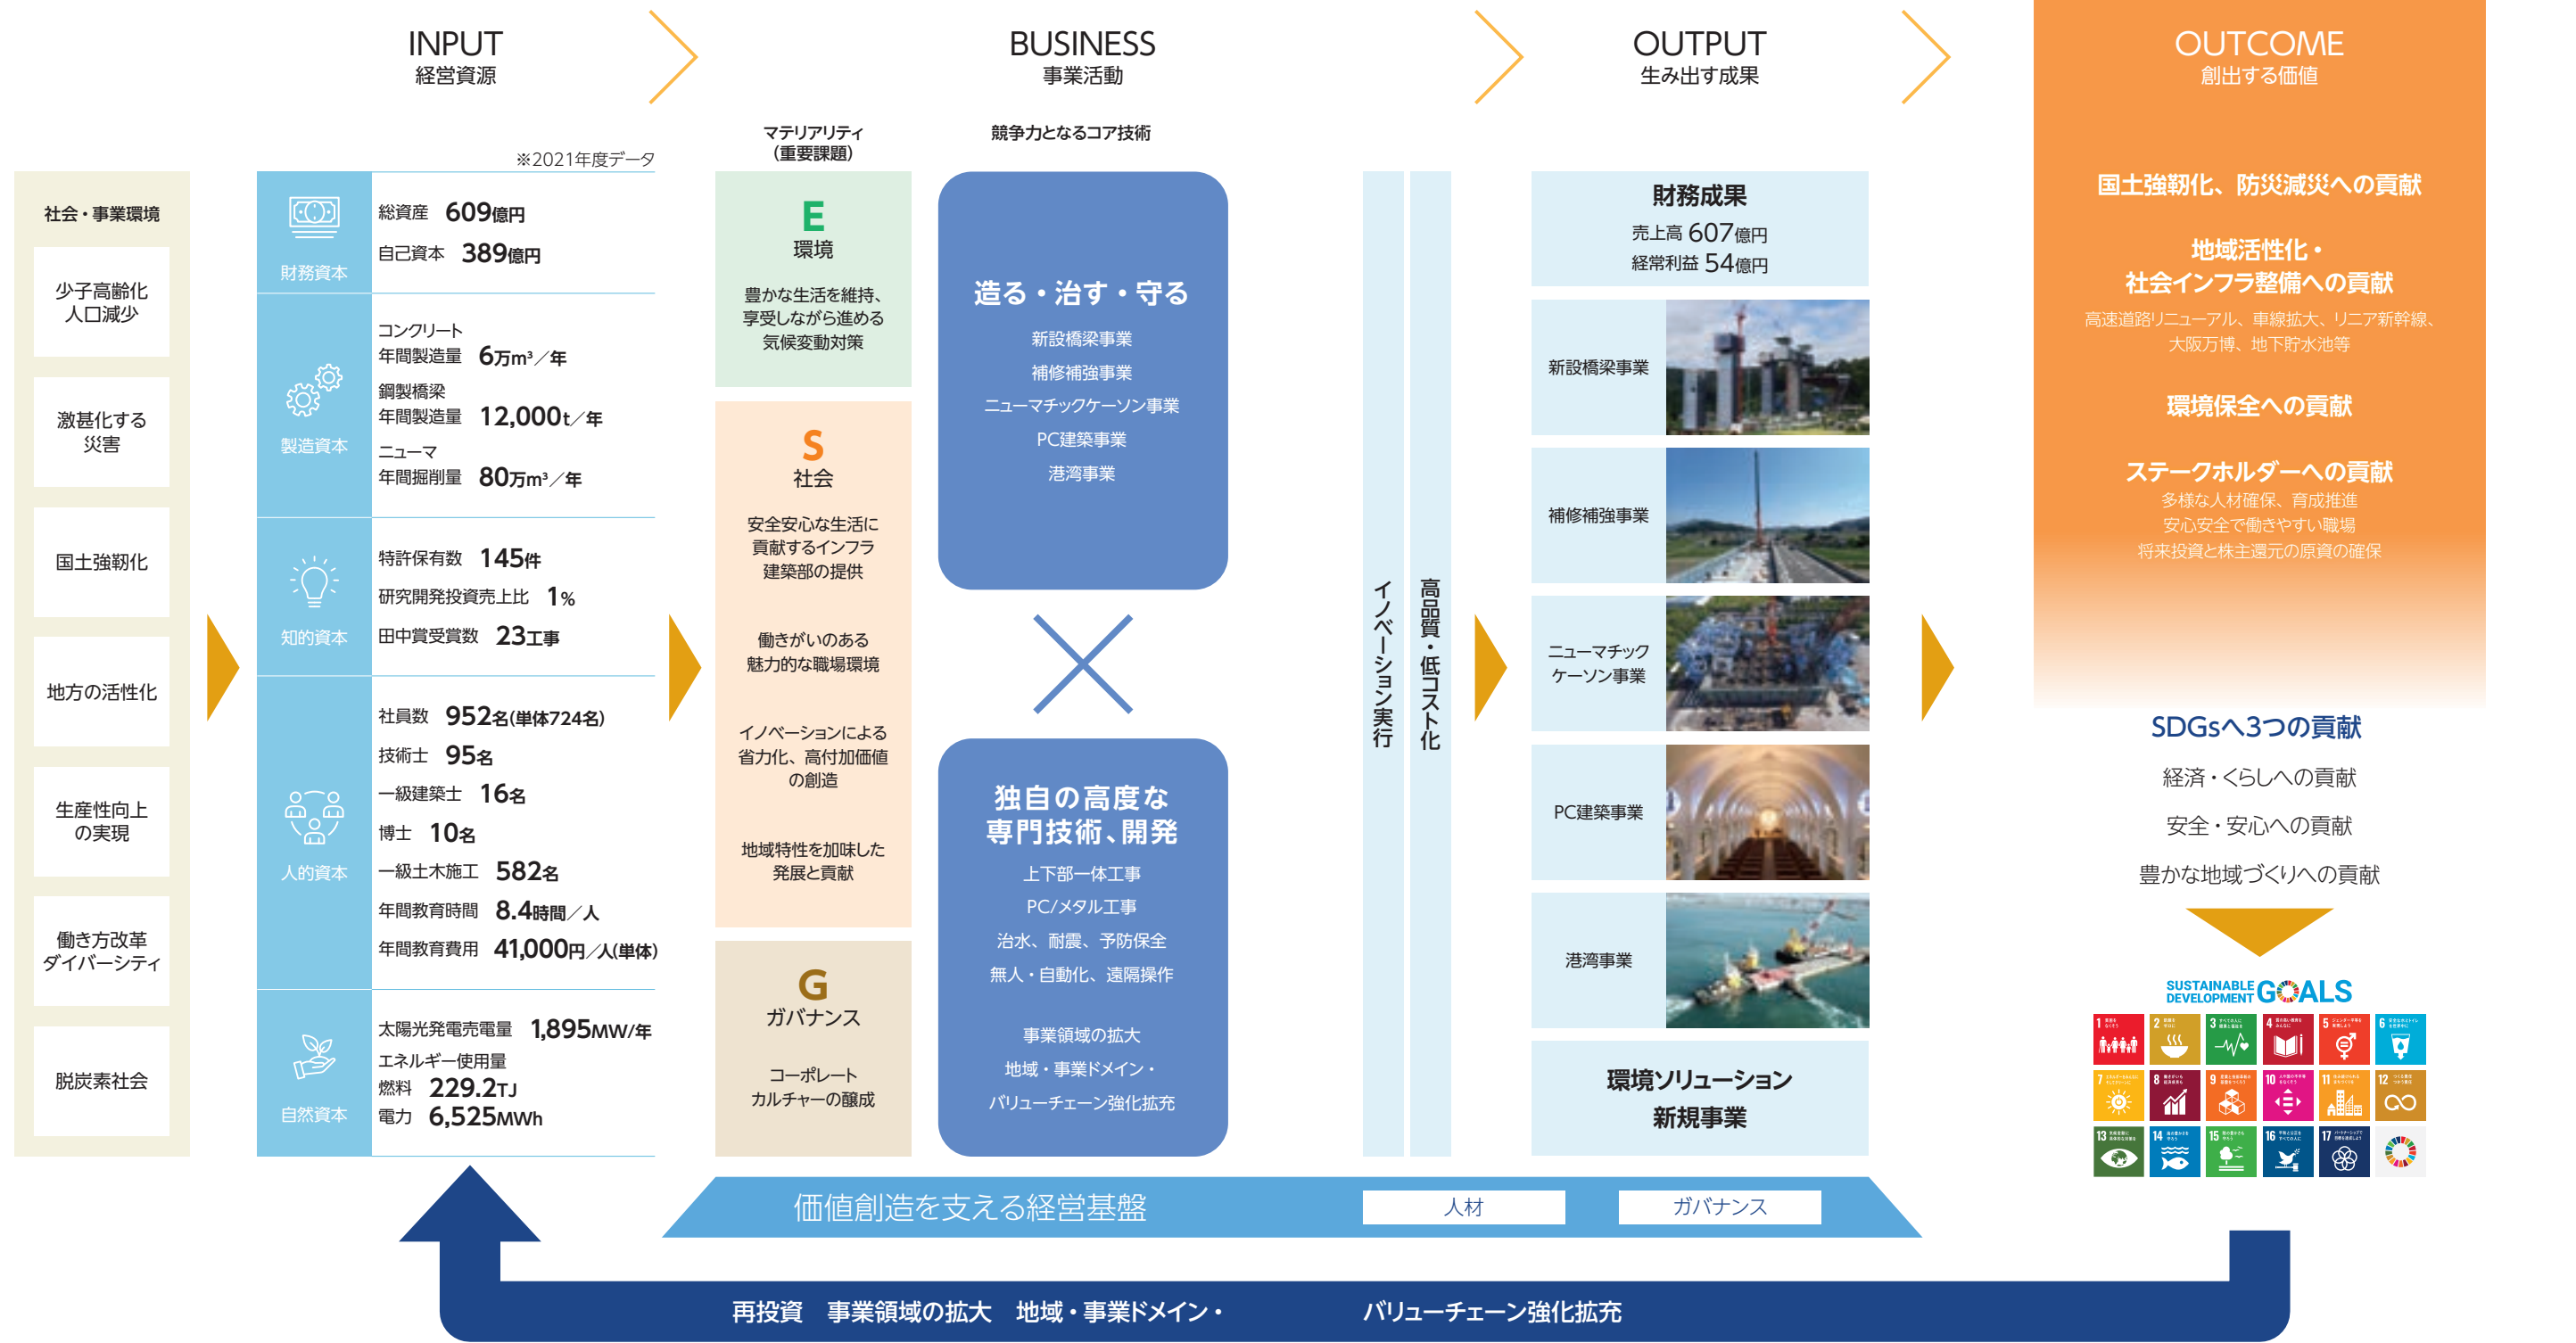 INPUT
経営資源
BUSINESS
事業活動
OUTPUT
生み出す成果
OUTCOME
創出する価値
※2021年度データ
社会・事業環境
少子高齢化
人口減少
激甚化する
災害
国土強靭化
地方の活性化
生産性向上
の実現
働き方改革
ダイバーシティ
脱炭素社会
財務資本
総資産 609億円
自己資本 389億円
製造資本
コンクリート
年間製造量 6万m³／年
鋼製橋梁
年間製造量 12,000t／年
ニューマ
年間掘削量 80万m³／年
知的資本
特許保有数 145件
研究開発投資売上比 1%
田中賞受賞数 23工事
人的資本
社員数 952名(単体724名)
技術士 95名
一級建築士 16名
博士 10名
一級土木施工 582名
年間教育時間 8.4時間／人
年間教育費用 41,000円／人(単体)
自然資本
太陽光発電売電量 1,895MW/年
エネルギー使用量
燃料 229.2TJ
電力 6,525MWh
マテリアリティ
（重要課題）
E
環境
豊かな生活を維持、
享受しながら進める
気候変動対策
S
社会
安全安心な生活に
貢献するインフラ
建築部の提供
働きがいのある
魅力的な職場環境
イノベーションによる
省力化、高付加価値
の創造
地域特性を加味した
発展と貢献
G
ガバナンス
コーポレート
カルチャーの醸成
競争力となるコア技術
造る・治す・守る
新設橋梁事業
補修補強事業
ニューマチックケーソン事業
PC建築事業
港湾事業
独自の高度な
専門技術、開発
上下部一体工事
PC/メタル工事
治水、耐震、予防保全
無人・自動化、遠隔操作
事業領域の拡大
地域・事業ドメイン・
バリューチェーン強化拡充
イノベーション実行
高品質・低コスト化
財務成果
売上高 607億円
経常利益 54億円
新設橋梁事業
補修補強事業
ニューマチック
ケーソン事業
PC建築事業
港湾事業
環境ソリューション
新規事業
国土強靭化、防災減災への貢献
地域活性化・
社会インフラ整備への貢献
高速道路リニューアル、車線拡大、リニア新幹線、
大阪万博、地下貯水池等
環境保全への貢献
ステークホルダーへの貢献
多様な人材確保、育成推進
安心安全で働きやすい職場
将来投資と株主還元の原資の確保
SDGsへ3つの貢献
経済・くらしへの貢献
安全・安心への貢献
豊かな地域づくりへの貢献
SUSTAINABLE
DEVELOPMENT GOALS
1 2 3 4 5 6
7 8 9 10 11 12
13 14 15 16 17
価値創造を支える経営基盤
人材
ガバナンス
再投資 事業領域の拡大 地域・事業ドメイン・ バリューチェーン強化拡充